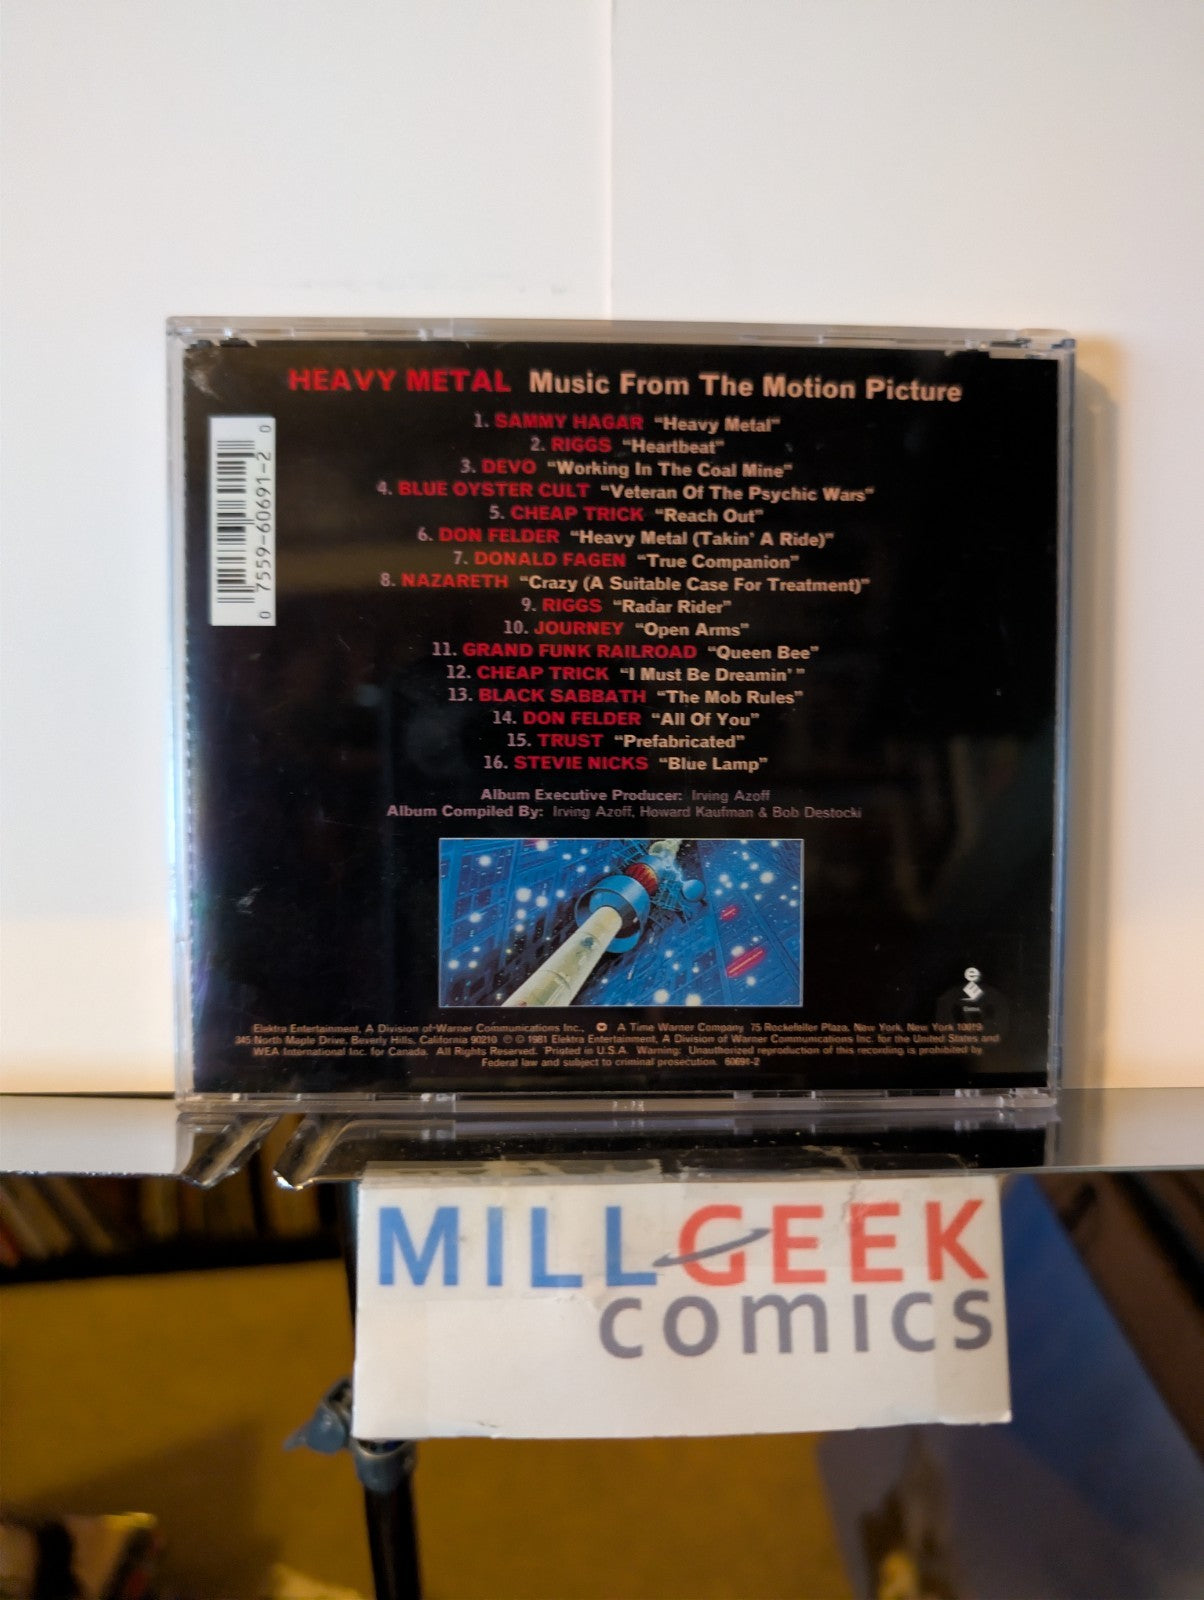 HEAVY METAL Music From The Motion Picture
1. SAMMY HAGAR "Heavy Metal"
2. RIGGS "Heartbeat"
3. DEVO "Working In The Coal Mine"
4. BLUE OYSTER CULT "Veteran Of The Psychic Wars"
5. CHEAP TRICK "Reach Out"
6. DON FELDER "Heavy Metal (Takin' A Ride)"
7. DONALD FAGEN "True Companion"
8. NAZARETH "Crazy (A Suitable Case For Treatment)"
9. RIGGS "Radar Rider"
10. JOURNEY "Open Arms"
11. GRAND FUNK RAILROAD "Queen Bee"
12. CHEAP TRICK "I Must Be Dreamin' "
13. BLACK SABBATH "The Mob Rules"
14. DON FELDER "All Of You"
15. TRUST "Prefabricated"
16. STEVIE NICKS "Blue Lamp"
Album Executive Producer: Irving Azoff
Album Compiled By: Irving Azoff, Howard Kaufman & Bob Destocki
0 7559-60691-2 0
e
Elektra Entertainment, A Division of Warner Communications Inc., A Time Warner Company 75 Rockefeller Plaza, New York, New York 10019
345 North Maple Drive, Beverly Hills, California 90210 ℗ © 1981 Elektra Entertainment, A Division of Warner Communications Inc. for the United States and
WEA International Inc. for Canada. All Rights Reserved. Printed in U.S.A. Warning: Unauthorized reproduction of this recording is prohibited by
Federal law and subject to criminal prosecution. 60691-2
MILLGEEK
COMICS